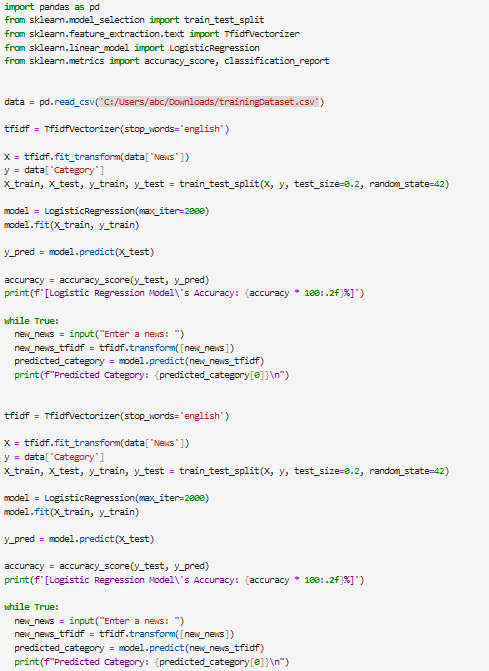 import pandas as pd
from sklearn.model_selection import train_test_split
from sklearn.feature_extraction.text import TfidfVectorizer
from sklearn.linear_model import LogisticRegression
from sklearn.metrics import accuracy_score, classification_report
data = pd.read_csv('C:/Users/abc/Downloads/trainingDataset.csv')
tfidf = TfidfVectorizer(stop_words='english')
X = tfidf.fit_transform(data['News'])
y = data['Category']
X_train, X_test, y_train, y_test = train_test_split(X, y, test_size=0.2, random_state=42)
model = LogisticRegression(max_iter=2000)
model.fit(X_train, y_train)
y_pred = model.predict(X_test)
accuracy = accuracy_score(y_test, y_pred)
print(f'[Logistic Regression Model\'s Accuracy: {accuracy * 100:.2f}%]')
while True:
  new_news = input("Enter a news: ")
  new_news_tfidf = tfidf.transform([new_news])
  predicted_category = model.predict(new_news_tfidf)
  print(f"Predicted Category: {predicted_category[0]}\n")
tfidf = TfidfVectorizer(stop_words='english')
X = tfidf.fit_transform(data['News'])
y = data['Category']
X_train, X_test, y_train, y_test = train_test_split(X, y, test_size=0.2, random_state=42)
model = LogisticRegression(max_iter=2000)
model.fit(X_train, y_train)
y_pred = model.predict(X_test)
accuracy = accuracy_score(y_test, y_pred)
print(f'[Logistic Regression Model\'s Accuracy: {accuracy * 100:.2f}%]')
while True:
  new_news = input("Enter a news: ")
  new_news_tfidf = tfidf.transform([new_news])
  predicted_category = model.predict(new_news_tfidf)
  print(f"Predicted Category: {predicted_category[0]}\n")